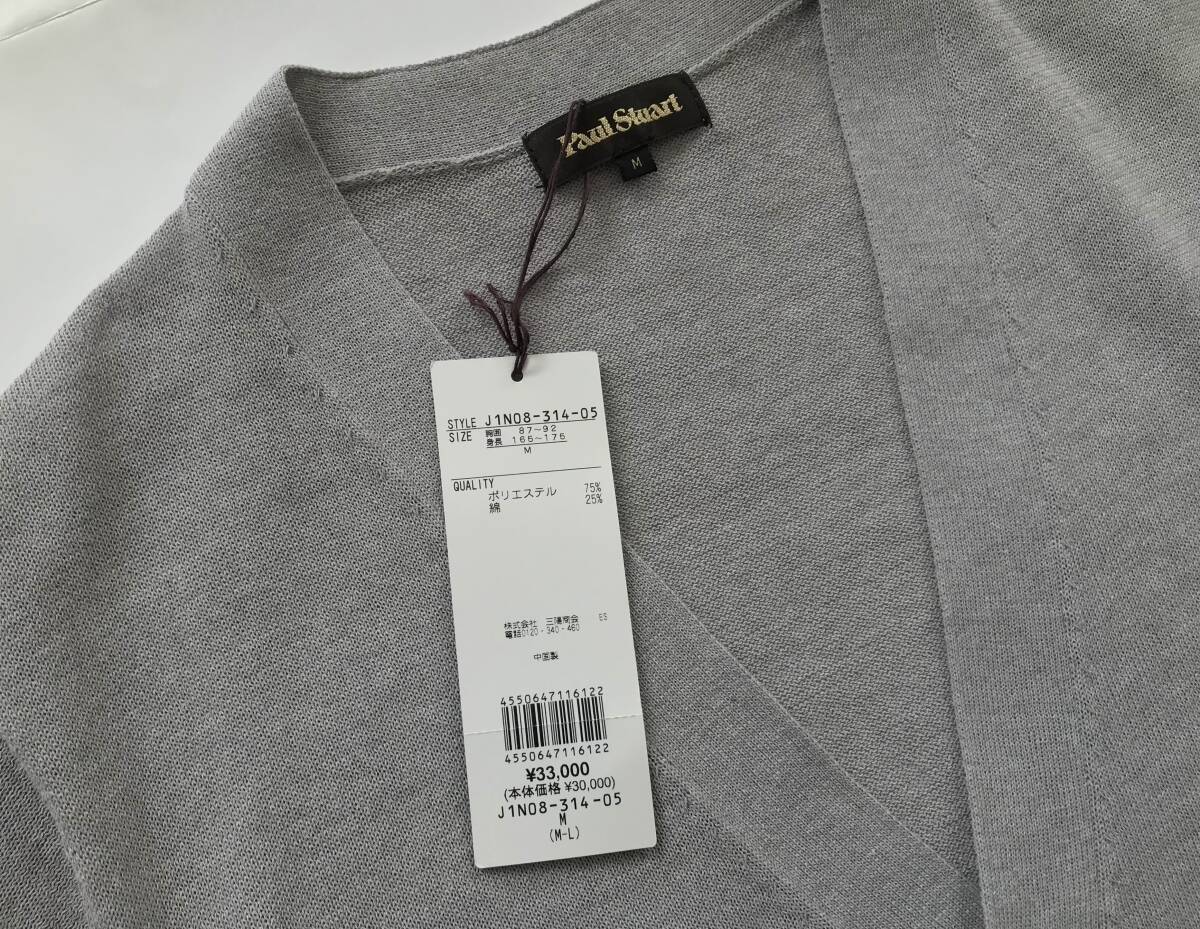 Paul Stuart
M
STYLE J1N08-314-05
SIZE 胸囲 87~92
身長 165~175
M
QUALITY
ポリエステル 75%
綿 25%
株式会社 三陽商会 ES
電話0120-340-460
中国製
4550647116122
4550647116122
¥33,000
(本体価格 ¥30,000)
J1N08-314-05
M
(M-L)